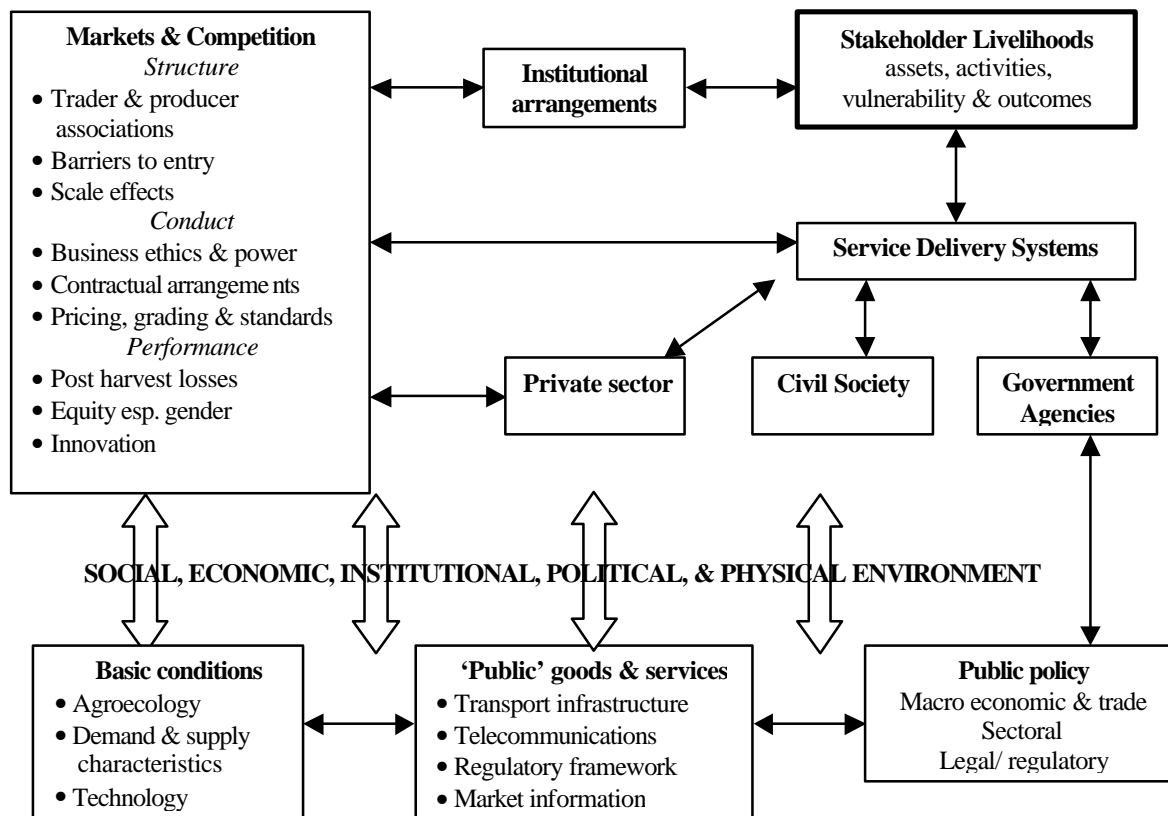 Markets & Competition
Structure
• Trader & producer
associations
• Barriers to entry
• Scale effects
Conduct
• Business ethics & power
• Contractual arrangements
• Pricing, grading & standards
Performance
• Post harvest losses
• Equity esp. gender
• Innovation
Institutional
arrangements
Stakeholder Livelihoods
assets, activities,
vulnerability & outcomes
Service Delivery Systems
Private sector
Civil Society
Government
Agencies
SOCIAL, ECONOMIC, INSTITUTIONAL, POLITICAL, & PHYSICAL ENVIRONMENT
Basic conditions
• Agroecology
• Demand & supply
characteristics
• Technology
‘Public’ goods & services
• Transport infrastructure
• Telecommunications
• Regulatory framework
• Market information
Public policy
Macro economic & trade
Sectoral
Legal/ regulatory